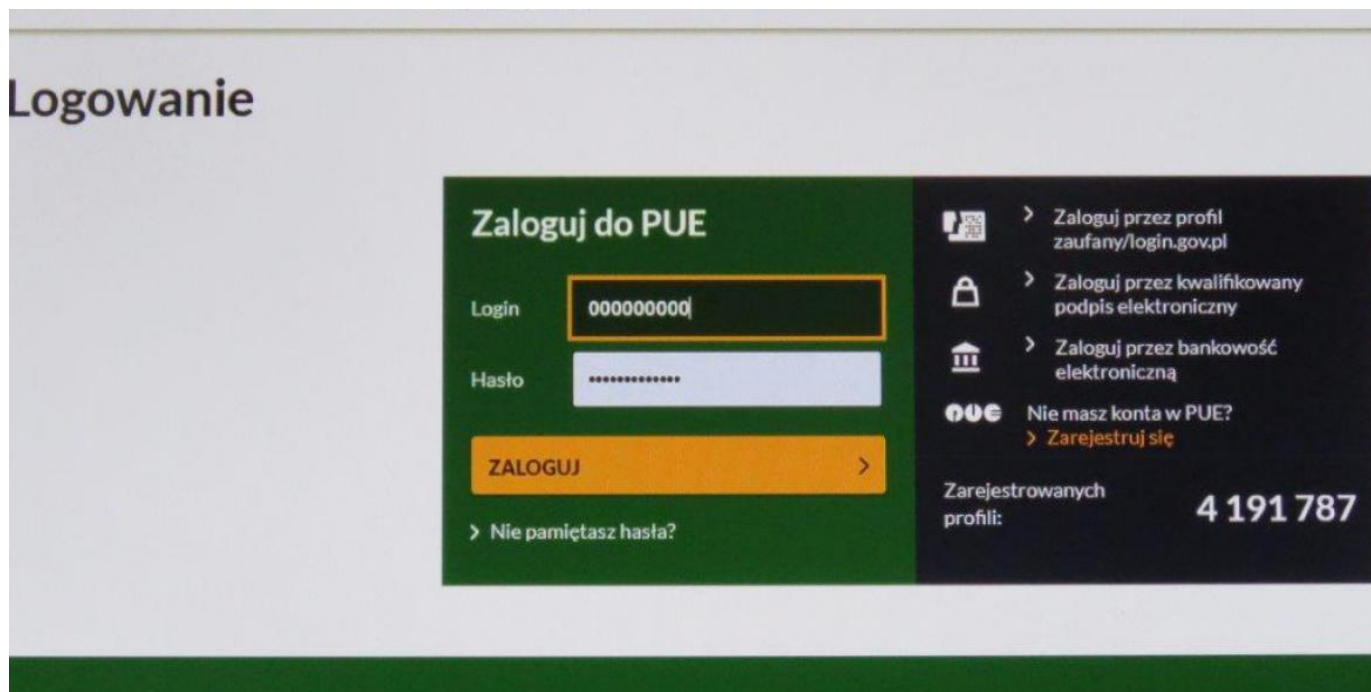 Logowanie
Zaloguj do PUE
Login
000000000
Hasło
•••••••••••••
ZALOGUJ
Nie pamiętasz hasła?
Zaloguj przez profil
zaufany/login.gov.pl
Zaloguj przez kwalifikowany
podpis elektroniczny
Zaloguj przez bankowość
elektroniczną
pue
Nie masz konta w PUE?
Zarejestruj się
Zarejestrowanych
profili:
4 191 787